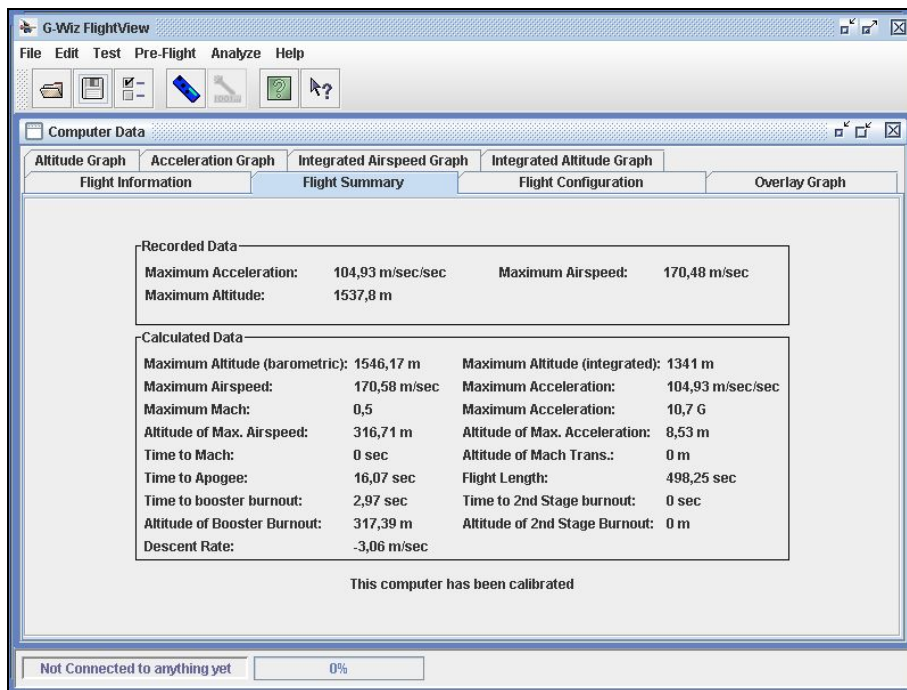 G-Wiz FlightView
File Edit Test Pre-Flight Analyze Help
Computer Data
Altitude Graph Acceleration Graph Integrated Airspeed Graph Integrated Altitude Graph
Flight Information Flight Summary Flight Configuration Overlay Graph
Recorded Data
Maximum Acceleration: 104,93 m/sec/sec Maximum Airspeed: 170,48 m/sec
Maximum Altitude: 1537,8 m
Calculated Data
Maximum Altitude (barometric): 1546,17 m Maximum Altitude (integrated): 1341 m
Maximum Airspeed: 170,58 m/sec Maximum Acceleration: 104,93 m/sec/sec
Maximum Mach: 0,5 Maximum Acceleration: 10,7 G
Altitude of Max. Airspeed: 316,71 m Altitude of Max. Acceleration: 8,53 m
Time to Mach: 0 sec Altitude of Mach Trans.: 0 m
Time to Apogee: 16,07 sec Flight Length: 498,25 sec
Time to booster burnout: 2,97 sec Time to 2nd Stage burnout: 0 sec
Altitude of Booster Burnout: 317,39 m Altitude of 2nd Stage Burnout: 0 m
Descent Rate: -3,06 m/sec
This computer has been calibrated
Not Connected to anything yet 0%